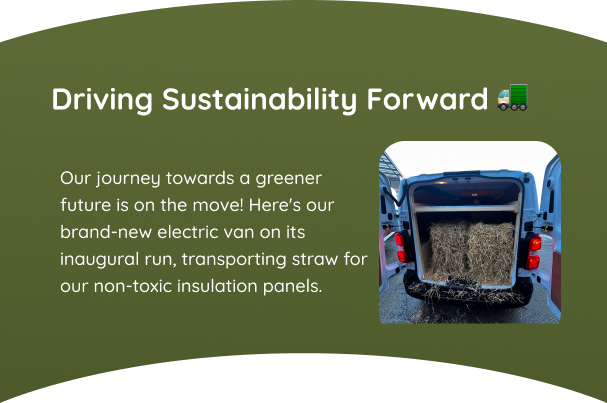 Driving Sustainability Forward 🚛
Our journey towards a greener
future is on the move! Here's our
brand-new electric van on its
inaugural run, transporting straw for
our non-toxic insulation panels.